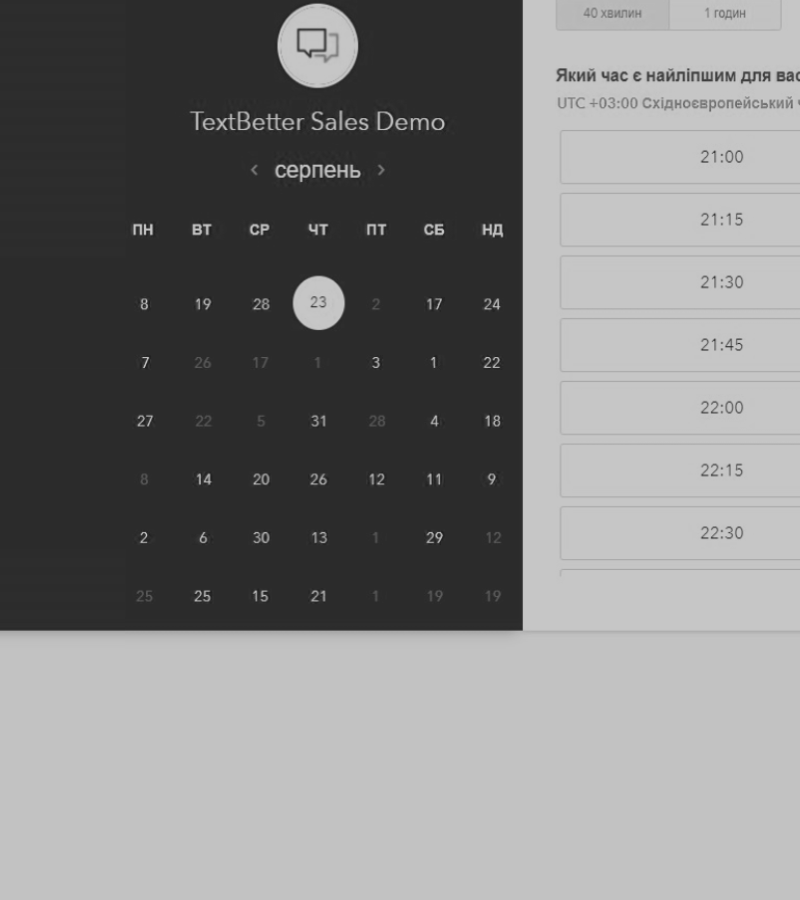 40 хвилин 1 годин
TextBetter Sales Demo
‹ серпень ›
ПН ВТ СР ЧТ ПТ СБ НД
8 19 28 23 2 17 24
7 26 17 1 3 1 22
27 22 5 31 28 4 18
8 14 20 26 12 11 9
2 6 30 13 1 29 12
25 25 15 21 1 19 19
Який час є найліпшим для вас
UTC +03:00 Східноєвропейський
21:00
21:15
21:30
21:45
22:00
22:15
22:30